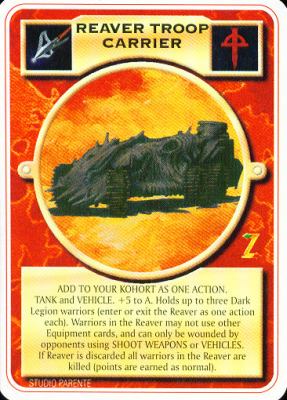 REAVER TROOP
CARRIER
ADD TO YOUR KOHORT AS ONE ACTION.
TANK and VEHICLE. +5 to A. Holds up to three Dark
Legion warriors (enter or exit the Reaver as one action
each). Warriors in the Reaver may not use other
Equipment cards, and can only be wounded by
opponents using SHOOT WEAPONS or VEHICLES.
If Reaver is discarded all warriors in the Reaver are
killed (points are earned as normal).
STUDIO PARENTE